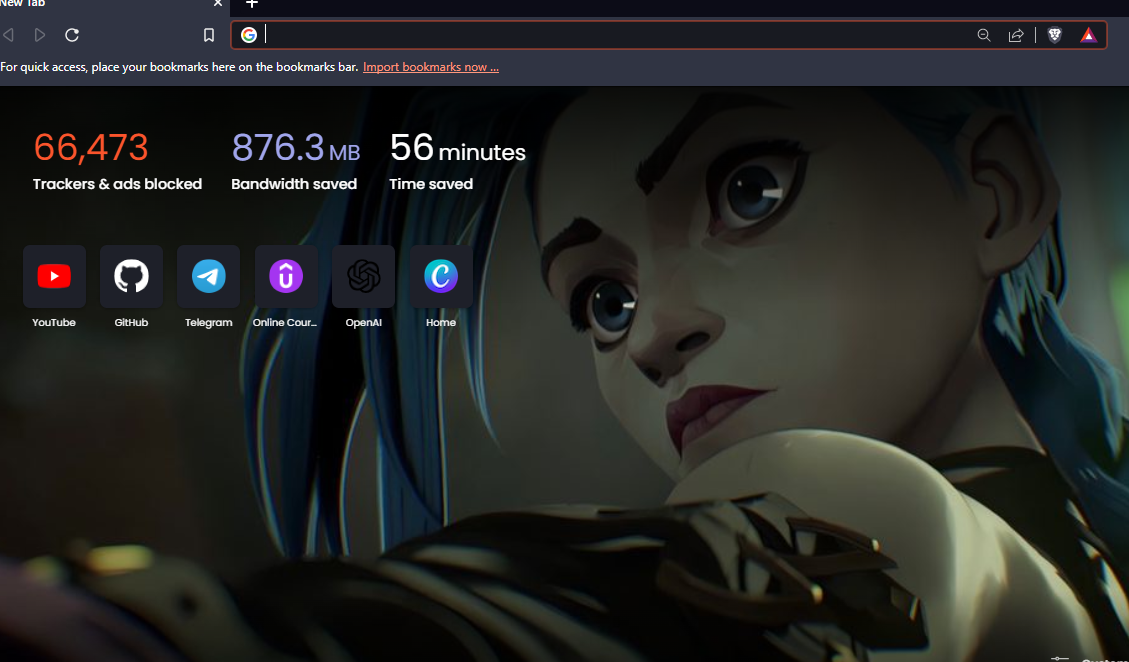 New Tab
For quick access, place your bookmarks here on the bookmarks bar. Import bookmarks now ...
66,473 876.3 MB 56 minutes
Trackers & ads blocked Bandwidth saved Time saved
YouTube GitHub Telegram Online Cour... OpenAI Home